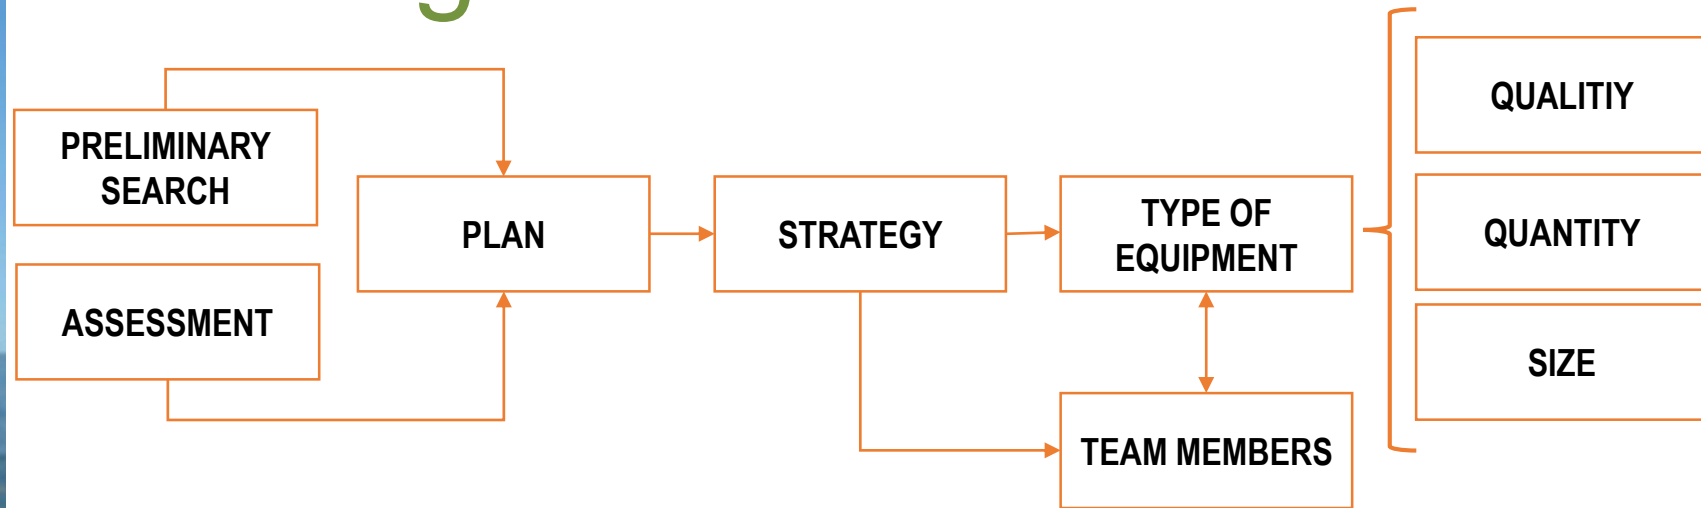 PRELIMINARY
SEARCH
ASSESSMENT
PLAN
STRATEGY
TYPE OF
EQUIPMENT
TEAM MEMBERS
QUALITIY
QUANTITY
SIZE